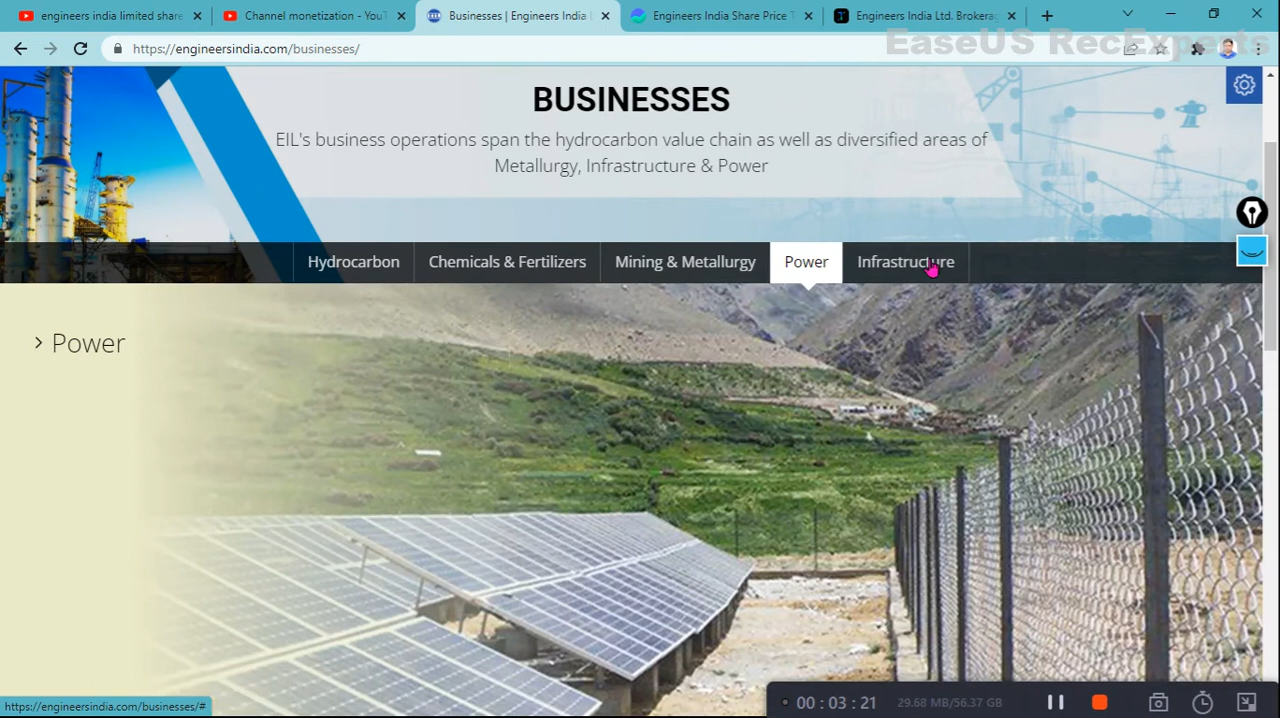 engineers india limited share
Channel monetization - YouT
Businesses | Engineers India L
Engineers India Share Price T
Engineers India Ltd. Brokerag
https://engineersindia.com/businesses/
EaseUS RecExperts
BUSINESSES
EIL's business operations span the hydrocarbon value chain as well as diversified areas of
Metallurgy, Infrastructure & Power
Hydrocarbon
Chemicals & Fertilizers
Mining & Metallurgy
Power
Infrastructure
Power
https://engineersindia.com/businesses/#
00 : 03 : 21
29.68 MB/56.37 GB